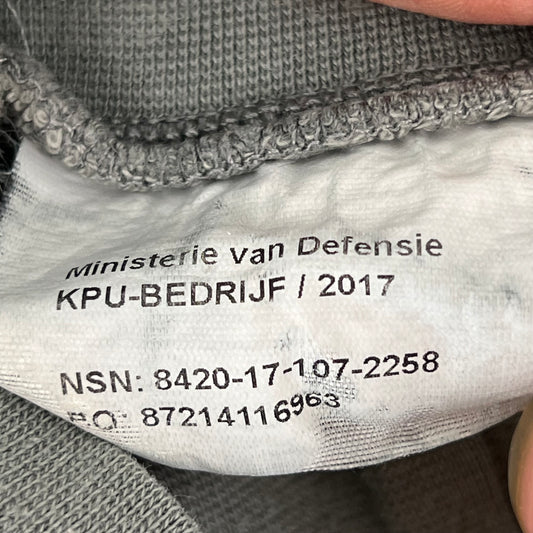 Ministerie van Defensie
KPU-BEDRIJF / 2017
NSN: 8420-17-107-2258
P.O: 87214116963